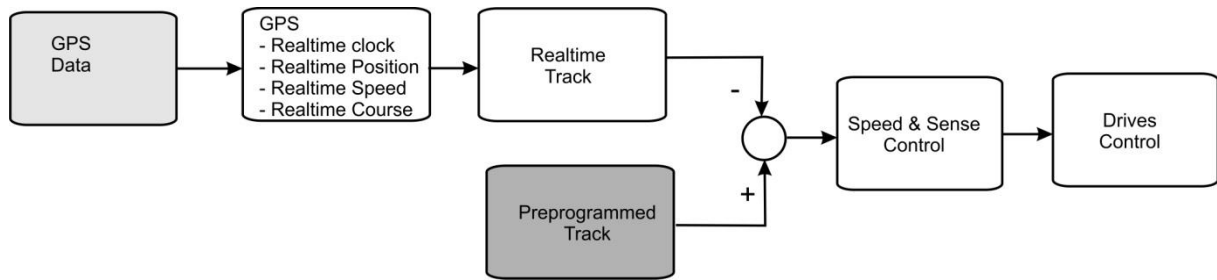 GPS
Data
GPS
- Realtime clock
- Realtime Position
- Realtime Speed
- Realtime Course
Realtime
Track
-
+
Preprogrammed
Track
Speed & Sense
Control
Drives
Control